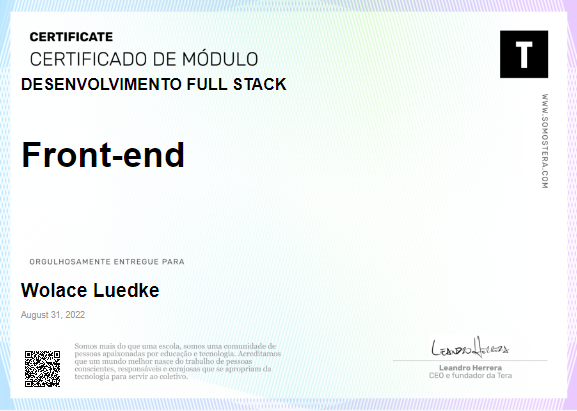 CERTIFICATE
CERTIFICADO DE MÓDULO
DESENVOLVIMENTO FULL STACK
T
WWW.SOMOSTERA.COM
Front-end
ORGULHOSAMENTE ENTREGUE PARA
Wolace Luedke
August 31, 2022
Somos mais do que uma escola, somos uma comunidade de
pessoas apaixonadas por educação e tecnologia. Acreditamos
que um mundo melhor nasce do trabalho de pessoas
conscientes, responsáveis e corajosas que se apropriam da
tecnologia para servir ao coletivo.
Leandro Herrera
Leandro Herrera
CEO e fundador da Tera